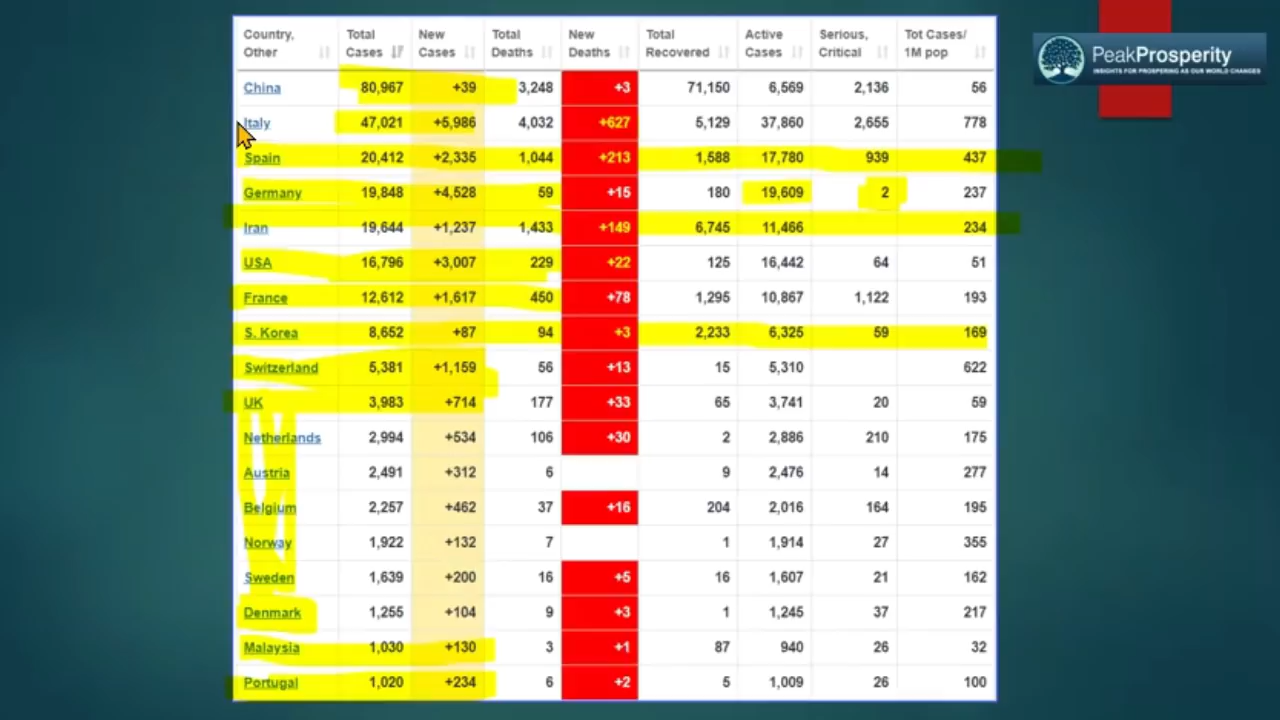 Country, Other Total Cases New Cases Total Deaths New Deaths Total Recovered Active Cases Serious, Critical Tot Cases/ 1M pop
China 80,967 +39 3,248 +3 71,150 6,569 2,136 56
Italy 47,021 +5,986 4,032 +627 5,129 37,860 2,655 778
Spain 20,412 +2,335 1,044 +213 1,588 17,780 939 437
Germany 19,848 +4,528 59 +15 180 19,609 2 237
Iran 19,644 +1,237 1,433 +149 6,745 11,466 234
USA 16,796 +3,007 229 +22 125 16,442 64 51
France 12,612 +1,617 450 +78 1,295 10,867 1,122 193
S. Korea 8,652 +87 94 +3 2,233 6,325 59 169
Switzerland 5,381 +1,159 56 +13 15 5,310 622
UK 3,983 +714 177 +33 65 3,741 20 59
Netherlands 2,994 +534 106 +30 2 2,886 210 175
Austria 2,491 +312 6 9 2,476 14 277
Belgium 2,257 +462 37 +16 204 2,016 164 195
Norway 1,922 +132 7 1 1,914 27 355
Sweden 1,639 +200 16 +5 16 1,607 21 162
Denmark 1,255 +104 9 +3 1 1,245 37 217
Malaysia 1,030 +130 3 +1 87 940 26 32
Portugal 1,020 +234 6 +2 5 1,009 26 100
PeakProsperity
INSIGHTS FOR PROSPERING AS OUR WORLD CHANGES